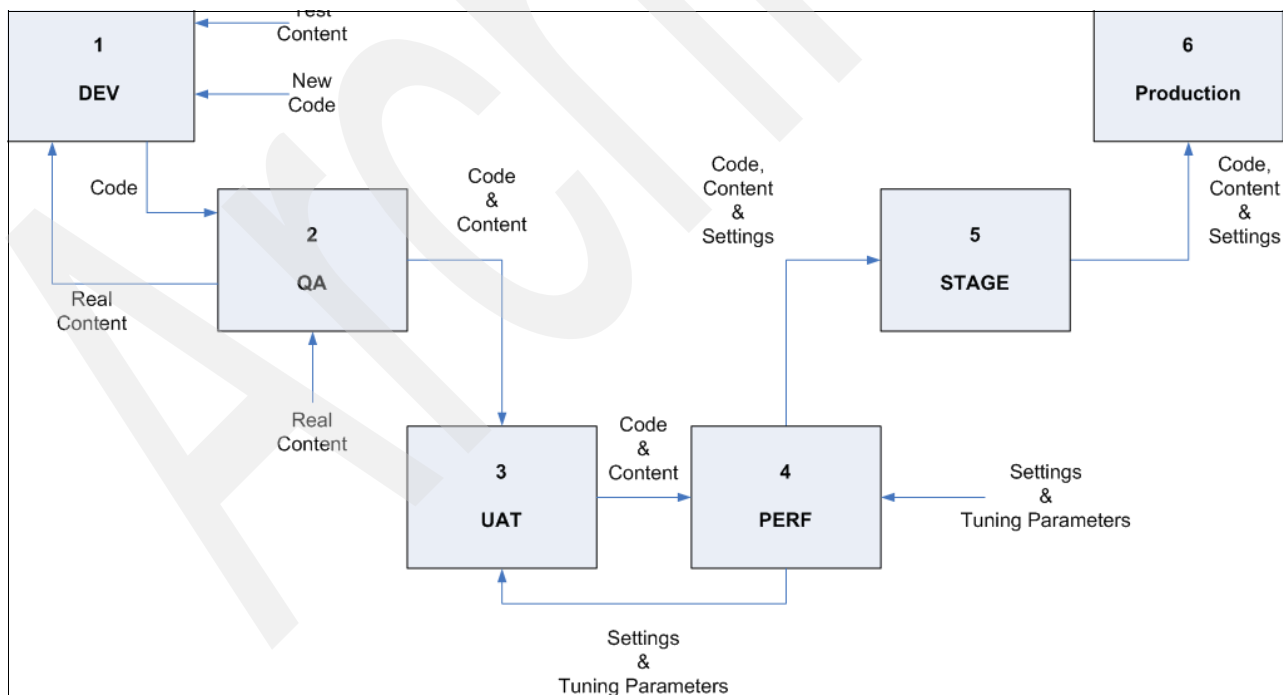 Test
Content
1
DEV
New
Code
6
Production
Code
Code
&
Content
Code,
Content
&
Settings
Code,
Content
&
Settings
2
QA
5
STAGE
Real
Content
Real
Content
Code
&
Content
3
UAT
4
PERF
Settings
&
Tuning Parameters
Settings
&
Tuning Parameters